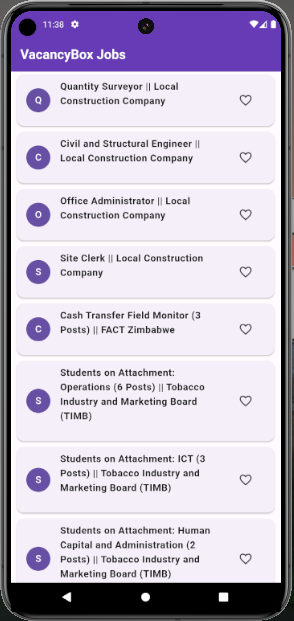 11:38
VacancyBox Jobs
Q
Quantity Surveyor || Local
Construction Company
C
Civil and Structural Engineer ||
Local Construction Company
O
Office Administrator || Local
Construction Company
S
Site Clerk || Local Construction
Company
C
Cash Transfer Field Monitor (3
Posts) || FACT Zimbabwe
S
Students on Attachment:
Operations (6 Posts) || Tobacco
Industry and Marketing Board
(TIMB)
S
Students on Attachment: ICT (3
Posts) || Tobacco Industry and
Marketing Board (TIMB)
S
Students on Attachment: Human
Capital and Administration (2
Posts) || Tobacco Industry and
Marketing Board (TIMB)